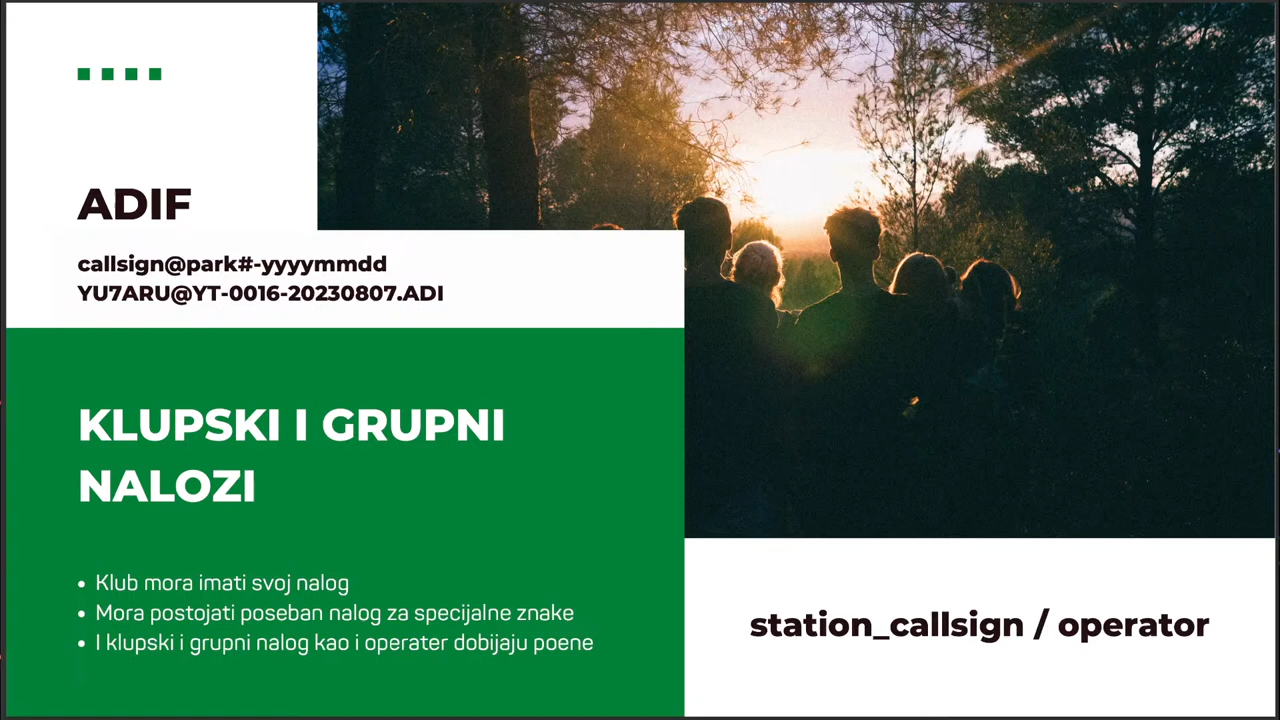 ADIF
callsign@park#-yyyymmdd
YU7ARU@YT-0016-20230807.ADI
KLUPSKI I GRUPNI
NALOZI
• Klub mora imati svoj nalog
• Mora postojati poseban nalog za specijalne znake
• I klupski i grupni nalog kao i operater dobijaju poene
station_callsign / operator